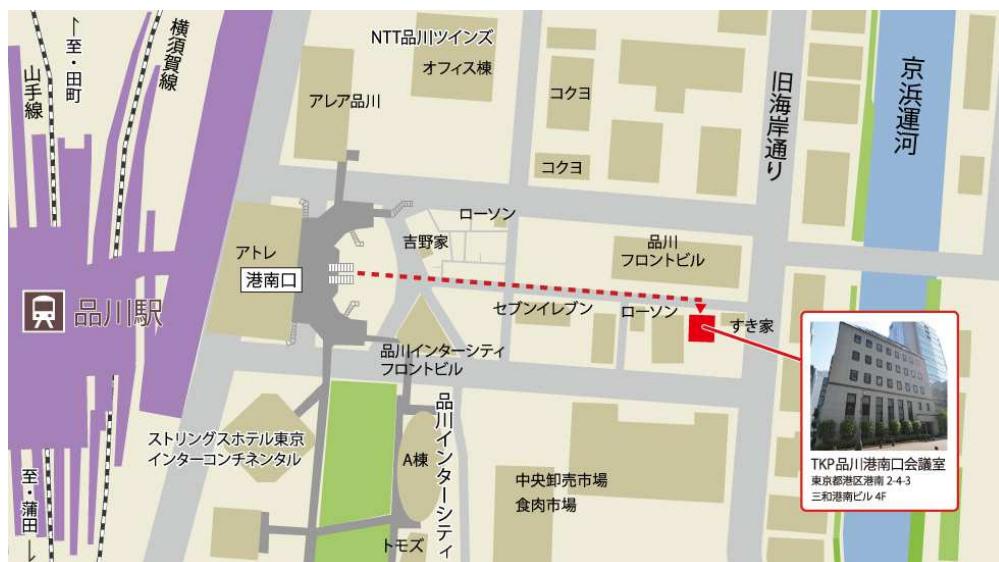 NTT品川ツインズ
オフィス棟
アレア品川
コクヨ
コクヨ
至・田町
山手線
横須賀線
旧海岸通り
京浜運河
ローソン
吉野家
アトレ
港南口
品川
フロントビル
品川駅
セブンイレブン
ローソン
すき家
品川インターシティ
フロントビル
ストリングスホテル東京
インターコンチネンタル
A棟
品川インターシティ
中央卸売市場
食肉市場
トモズ
至・蒲田
TKP品川港南口会議室
東京都港区港南 2-4-3
三和港南ビル 4F